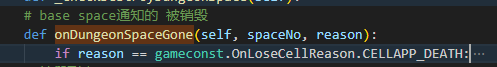 # base space通知的 被销毁
def onDungeonSpaceGone(self, spaceNo, reason):
if reason == gameconst.OnLoseCellReason.CELLAPP_DEATH: